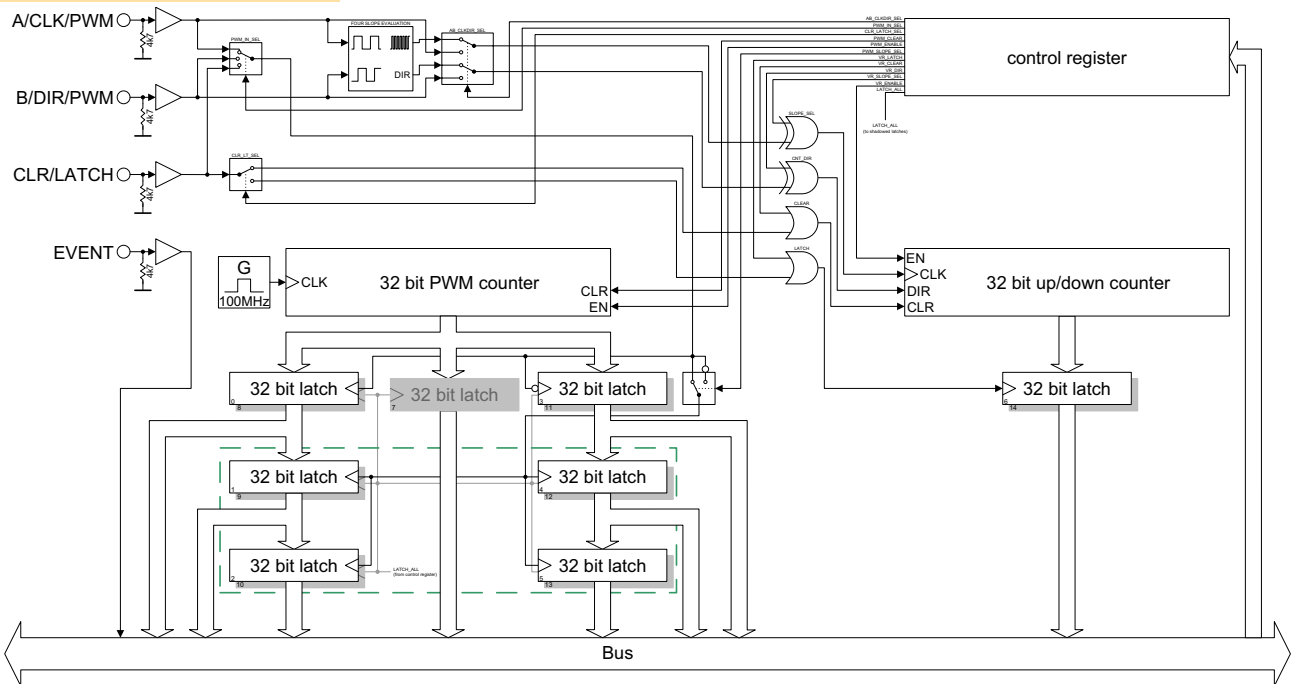 A/CLK/PWM
4k7
B/DIR/PWM
4k7
CLR/LATCH
4k7
EVENT
4k7
PWM_IN_SEL
FOUR SLOPE EVALUATION
DIR
AB_CLKDIR_SEL
CLR_LT_SEL
AB_CLKDIR_SEL
PWM_IN_SEL
CLR_LATCH_SEL
PWM_CLEAR
PWM_ENABLE
PWM_SLOPE_SEL
VR_LATCH
VR_CLEAR
VR_DIR
VR_SLOPE_SEL
VR_ENABLE
LATCH_ALL
control register
LATCH_ALL
(to shadowed latches)
SLOPE_SEL
CNT_DIR
CLEAR
LATCH
G
100MHz
CLK
32 bit PWM counter
CLR
EN
EN
CLK
DIR
CLR
32 bit up/down counter
32 bit latch
0
8
32 bit latch
7
32 bit latch
3
11
32 bit latch
6
14
32 bit latch
1
9
32 bit latch
4
12
32 bit latch
2
10
LATCH_ALL
(from control register)
32 bit latch
5
13
Bus